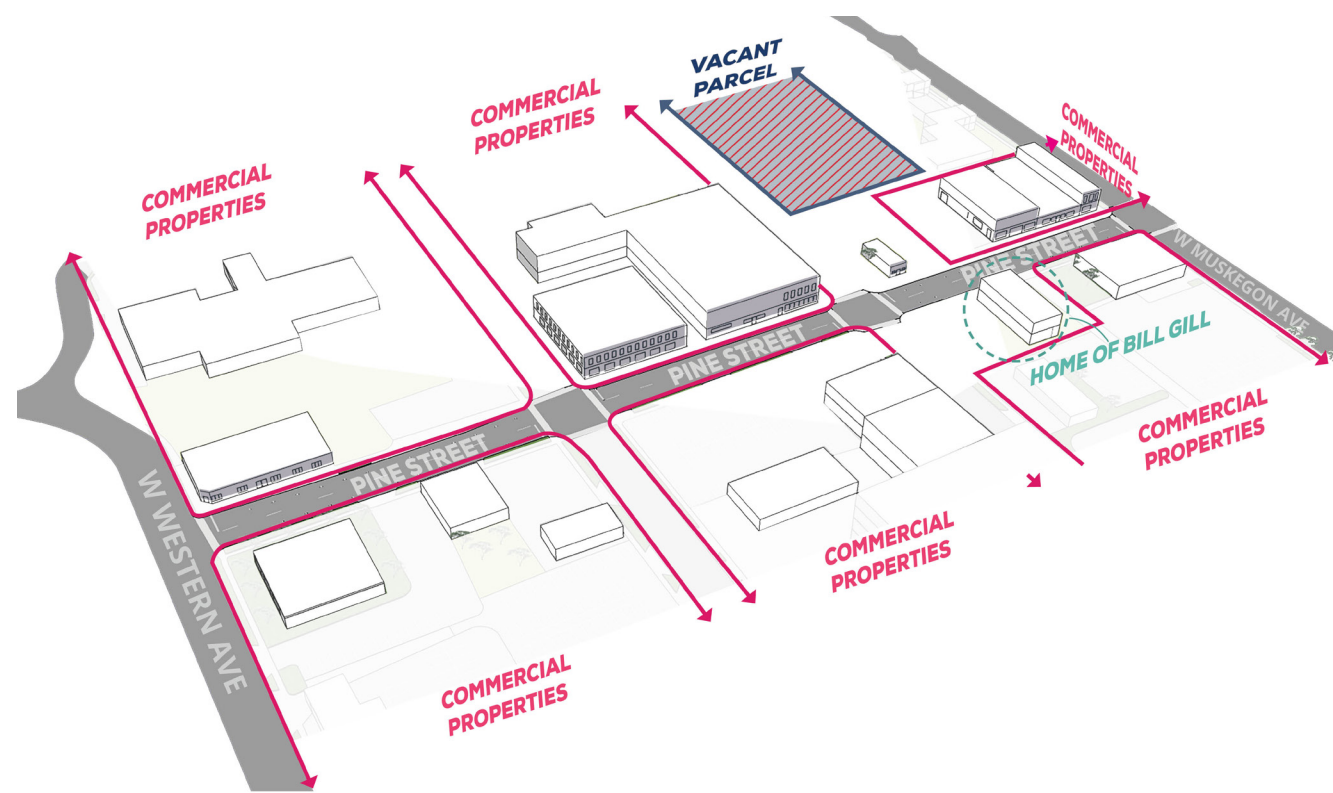 VACANT
PARCEL
COMMERCIAL
PROPERTIES
COMMERCIAL
PROPERTIES
COMMERCIAL
PROPERTIES
PINE STREET
W MUSKEGON AVE
PINE STREET
HOME OF BILL GILL
PINE STREET
COMMERCIAL
PROPERTIES
W WESTERN AVE
COMMERCIAL
PROPERTIES
COMMERCIAL
PROPERTIES